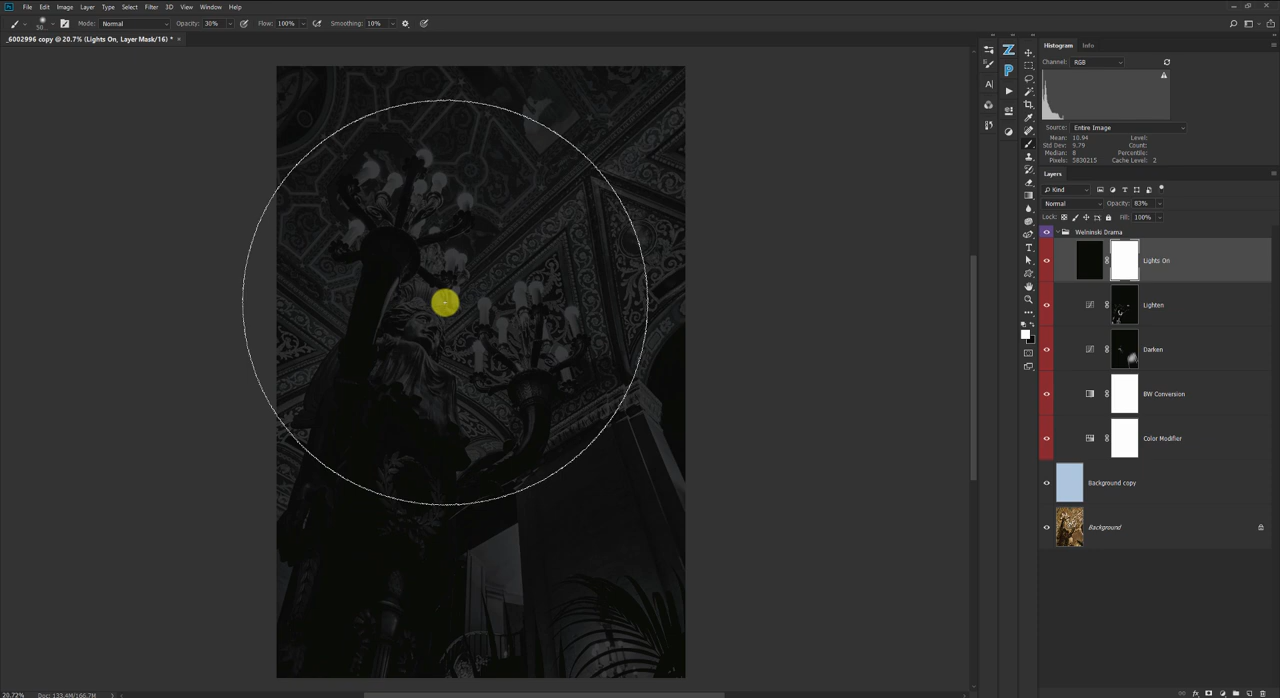 File Edit Image Layer Type Select Filter 3D View Window Help
Mode: Normal Opacity: 30% Flow: 100% Smoothing: 10%
_6002996 copy @ 20.7% (Lights On, Layer Mask/16) * ×
Histogram Info
Channel: RGB
Source: Entire Image
Mean: 10.94 Level:
Std Dev: 9.79 Count:
Median: 8 Percentile:
Pixels: 5830215 Cache Level: 2
Layers
Kind
Normal Opacity: 83%
Lock: Fill: 100%
Welninski Drama
Lights On
Lighten
Darken
BW Conversion
Color Modifier
Background copy
Background
20.72% Doc: 133.4M/166.7M